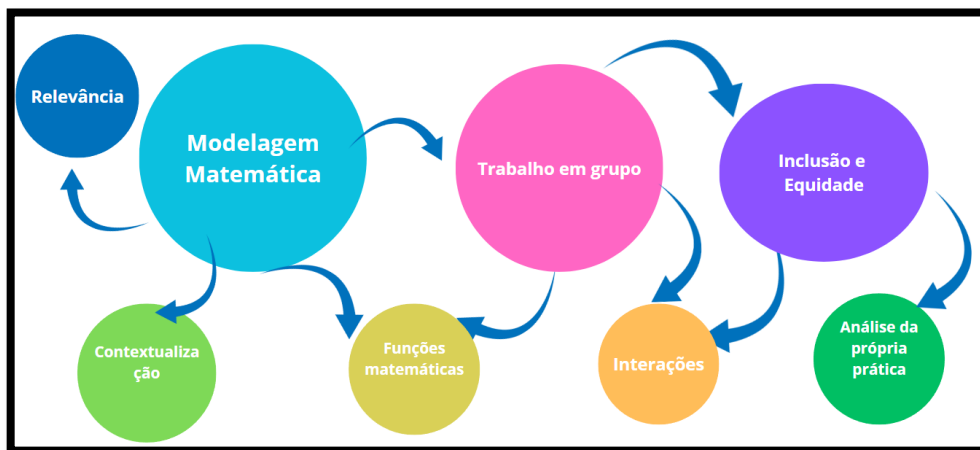 Relevância
Modelagem
Matemática
Trabalho em grupo
Inclusão e
Equidade
Contextualiza
ção
Funções
matemáticas
Interações
Análise da
própria
prática